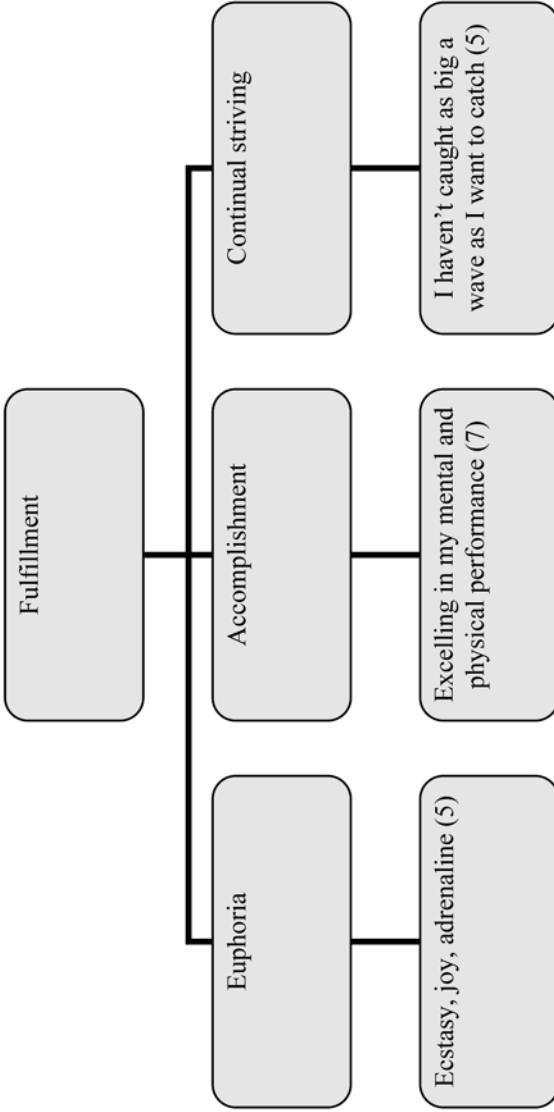 Fulfillment
Euphoria
Accomplishment
Continual striving
Ecstasy, joy, adrenaline (5)
Excelling in my mental and
physical performance (7)
I haven’t caught as big a
wave as I want to catch (5)